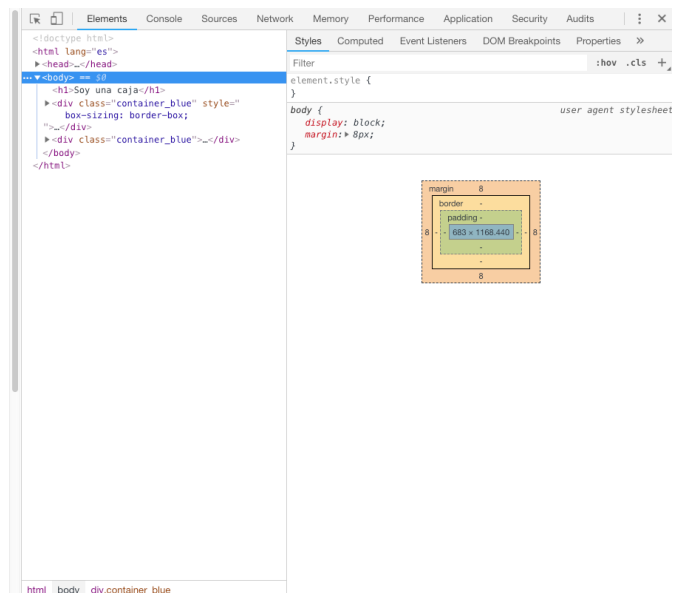 Elements Console Sources Network Memory Performance Application Security Audits
<!doctype html>
<html lang="es">
▶<head>…</head>
… ▼<body> == $0
<h1>Soy una caja</h1>
▶<div class="container_blue" style="
box-sizing: border-box;
">…</div>
▶<div class="container_blue">…</div>
</body>
</html>
html body div.container_blue
Styles Computed Event Listeners DOM Breakpoints Properties »
Filter :hov .cls +
element.style {
}
body { user agent stylesheet
display: block;
margin:▶ 8px;
}
margin 8
border -
padding -
8 - - 683 × 1168.440 - - 8
-
-
8